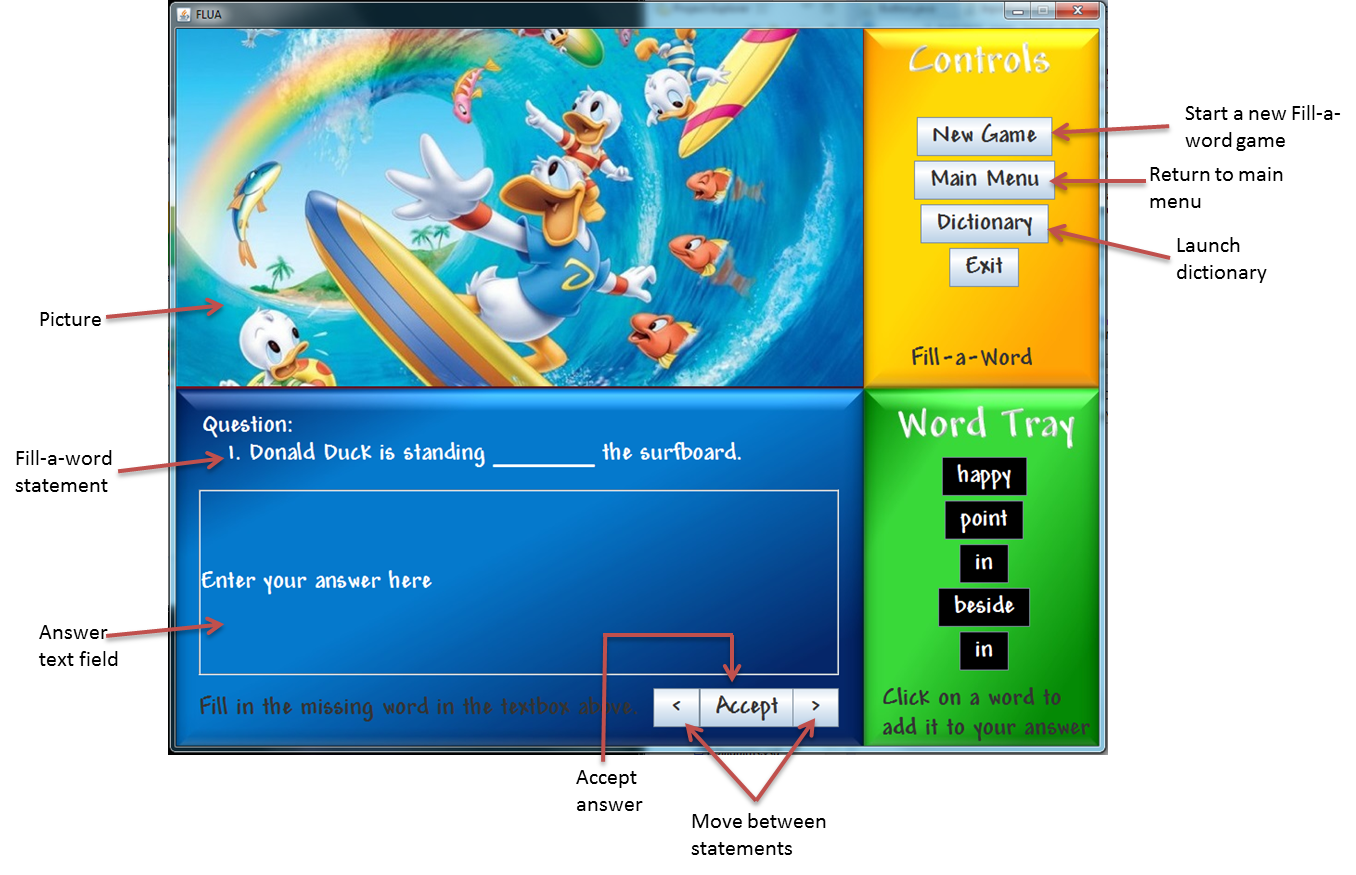 FLUA
Controls
New Game
Main Menu
Dictionary
Exit
Fill-a-Word
Start a new Fill-a-
word game
Return to main
menu
Launch
dictionary
Picture
Question:
1. Donald Duck is standing _________ the surfboard.
Fill-a-word
statement
Enter your answer here
Answer
text field
Fill in the missing word in the textbox above.
<
Accept
>
Word Tray
happy
point
in
beside
in
Click on a word to
add it to your answer
Accept
answer
Move between
statements